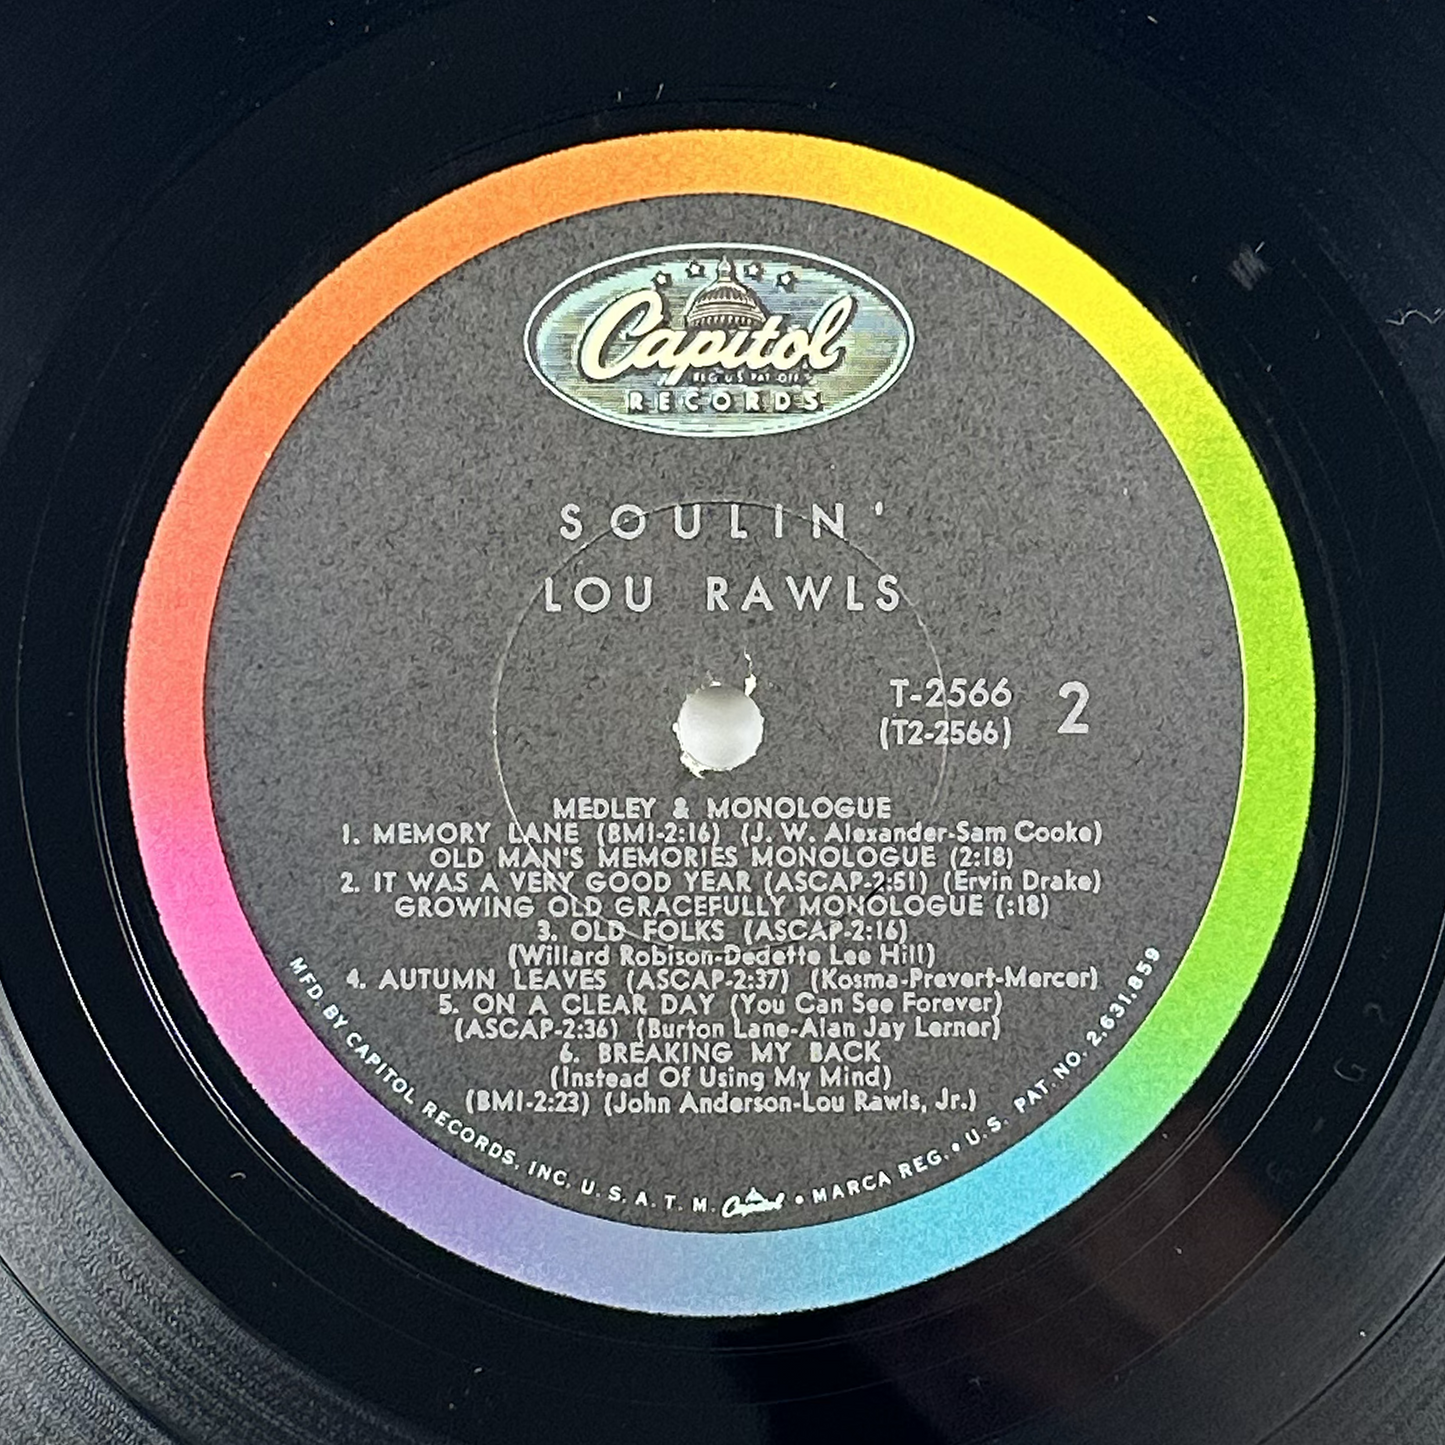 Capitol
REG. U.S. PAT. OFF.
RECORDS
SOULIN'
LOU RAWLS
T-2566
(T2-2566)
2
MEDLEY & MONOLOGUE
1. MEMORY LANE (BMI-2:16) (J. W. Alexander-Sam Cooke)
OLD MAN'S MEMORIES MONOLOGUE (2:18)
2. IT WAS A VERY GOOD YEAR (ASCAP-2:51) (Ervin Drake)
GROWING OLD GRACEFULLY MONOLOGUE (:18)
3. OLD FOLKS (ASCAP-2:16)
(Willard Robison-Dedette Lee Hill)
4. AUTUMN LEAVES (ASCAP-2:37) (Kosma-Prevert-Mercer)
5. ON A CLEAR DAY (You Can See Forever)
(ASCAP-2:36) (Burton Lane-Alan Jay Lerner)
6. BREAKING MY BACK
(Instead Of Using My Mind)
(BMI-2:23) (John Anderson-Lou Rawls, Jr.)
MFD. BY CAPITOL RECORDS, INC. U.S.A. T.M. Capitol • MARCA REG. • U.S. PAT. NO. 2,631,859